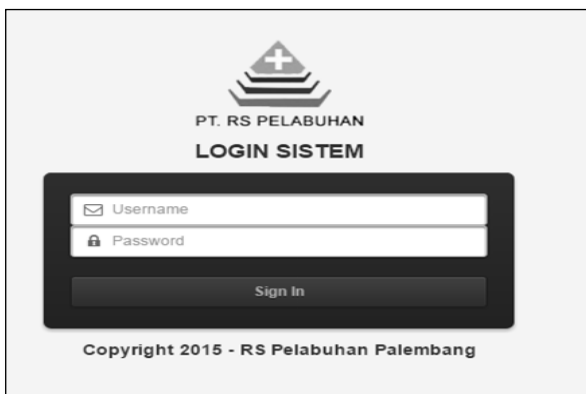 PT. RS PELABUHAN
LOGIN SISTEM
Username
Password
Sign In
Copyright 2015 - RS Pelabuhan Palembang